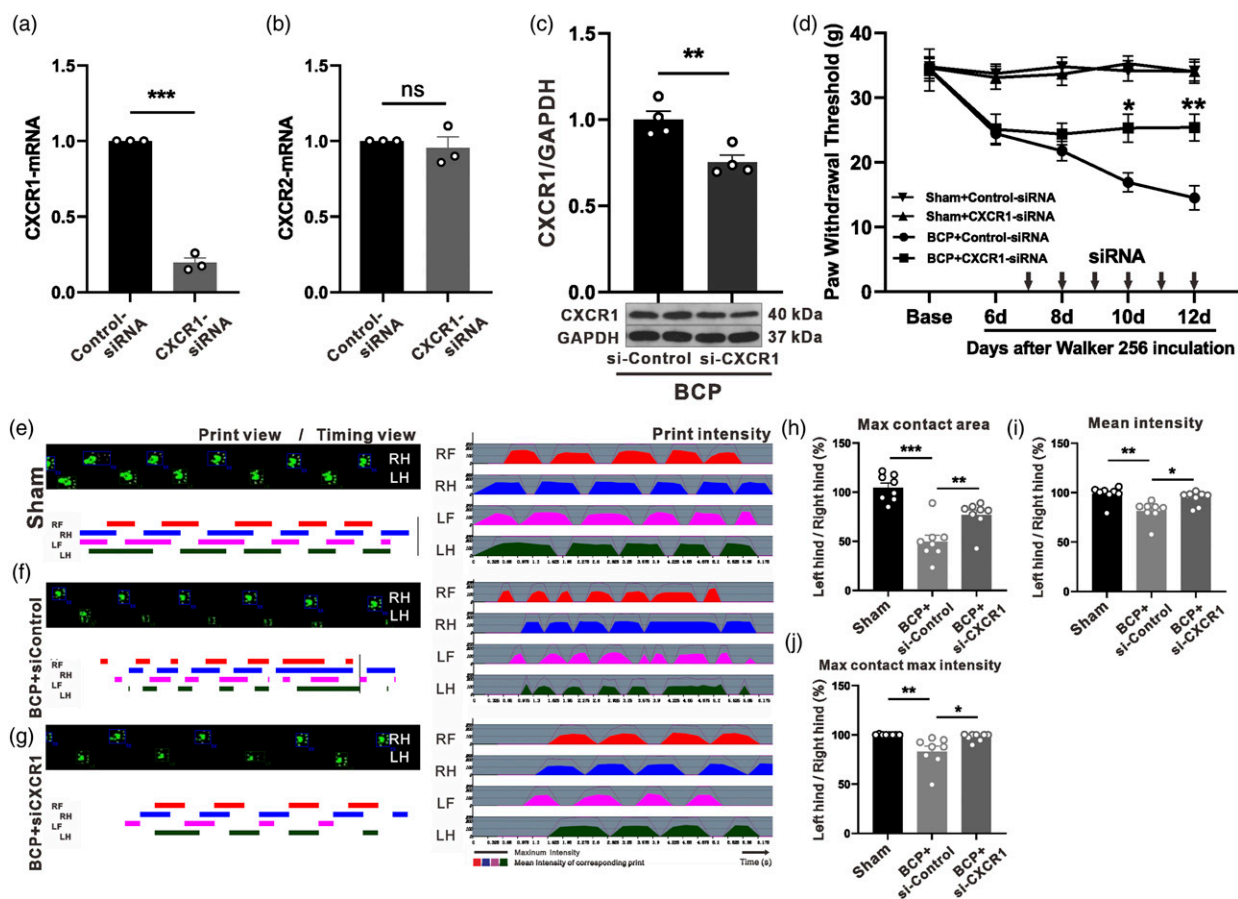 (a)
1.5
***
1.0
0.5
0.0
CXCR1-mRNA
Control-
siRNA
CXCR1-
siRNA
(b)
1.5
ns
1.0
0.5
0.0
CXCR2-mRNA
Control-
siRNA
CXCR1-
siRNA
(c)
1.5
**
1.0
0.5
0.0
CXCR1/GAPDH
CXCR1
40 kDa
GAPDH
37 kDa
si-Control si-CXCR1
BCP
(d)
Paw Withdrawal Threshold (g)
40
30
20
10
0
*
**
Sham+Control-siRNA
Sham+CXCR1-siRNA
BCP+Control-siRNA
BCP+CXCR1-siRNA
siRNA
Base
6d
8d
10d
12d
Days after Walker 256 inculation
(e)
Print view / Timing view
Print intensity
Sham
RH
LH
RF
RH
LF
LH
RF
RH
LF
LH
(f)
BCP+siControl
RH
LH
RF
RH
LF
LH
RF
RH
LF
LH
(g)
BCP+siCXCR1
RH
LH
RF
RH
LF
LH
RF
RH
LF
LH
Maxinum Intensity
Mean Intensity of corresponding print
Time (s)
(h)
Max contact area
Left hind / Right hind (%)
150
100
50
0
***
**
Sham
BCP+
si-Control
BCP+
si-CXCR1
(i)
Mean intensity
Left hind / Right hind (%)
150
100
50
0
**
*
Sham
BCP+
si-Control
BCP+
si-CXCR1
(j)
Max contact max intensity
Left hind / Right hind (%)
150
100
50
0
**
*
Sham
BCP+
si-Control
BCP+
si-CXCR1